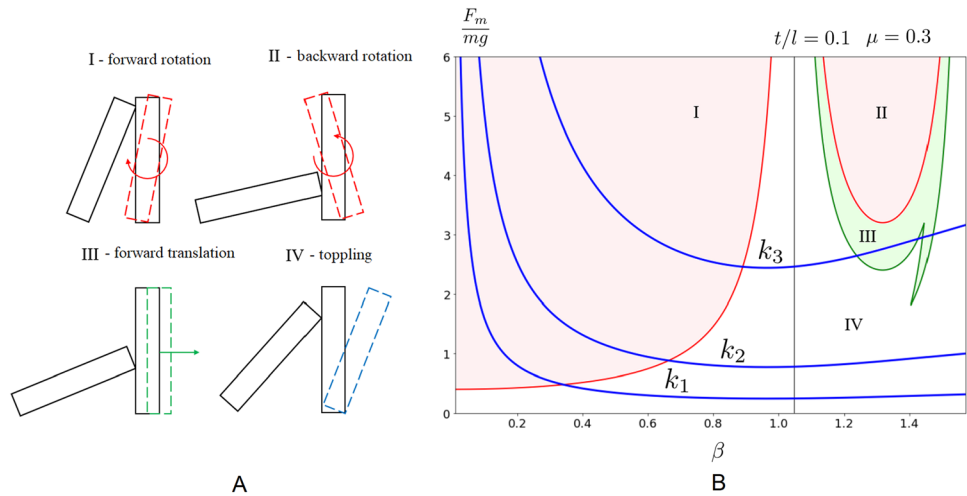 I - forward rotation
II - backward rotation
III - forward translation
IV - toppling
A
F_m
mg
t/l = 0.1 μ = 0.3
6
5
4
3
2
1
0
I
II
III
IV
k_3
k_2
k_1
0.2 0.4 0.6 0.8 1.0 1.2 1.4
β
B